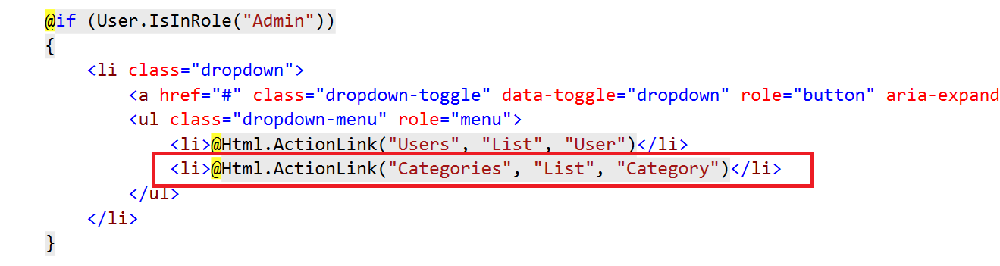 @if (User.IsInRole("Admin"))
{
<li class="dropdown">
<a href="#" class="dropdown-toggle" data-toggle="dropdown" role="button" aria-expand
<ul class="dropdown-menu" role="menu">
<li>@Html.ActionLink("Users", "List", "User")</li>
<li>@Html.ActionLink("Categories", "List", "Category")</li>
</ul>
</li>
}